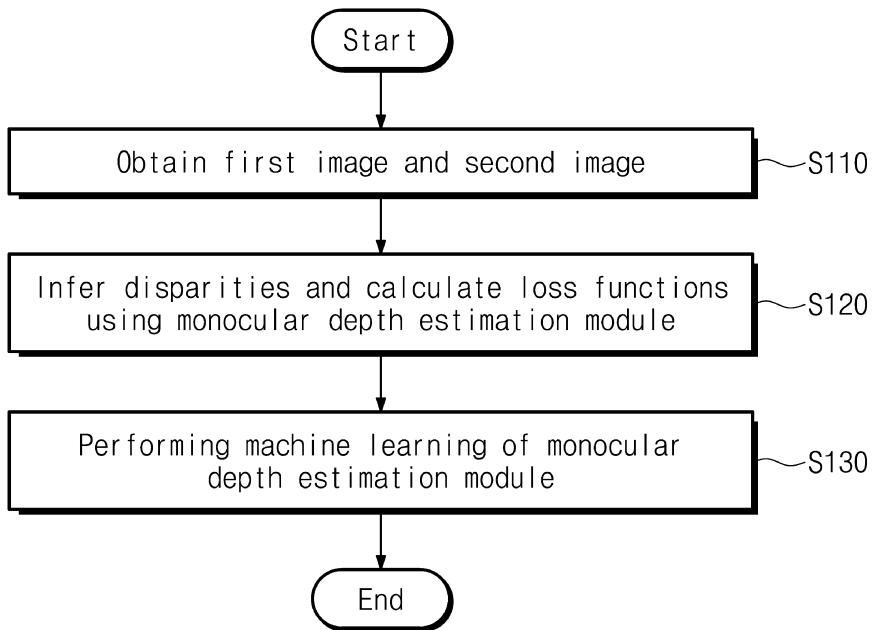 Start
Obtain first image and second image
S110
Infer disparities and calculate loss functions
using monocular depth estimation module
S120
Performing machine learning of monocular
depth estimation module
S130
End